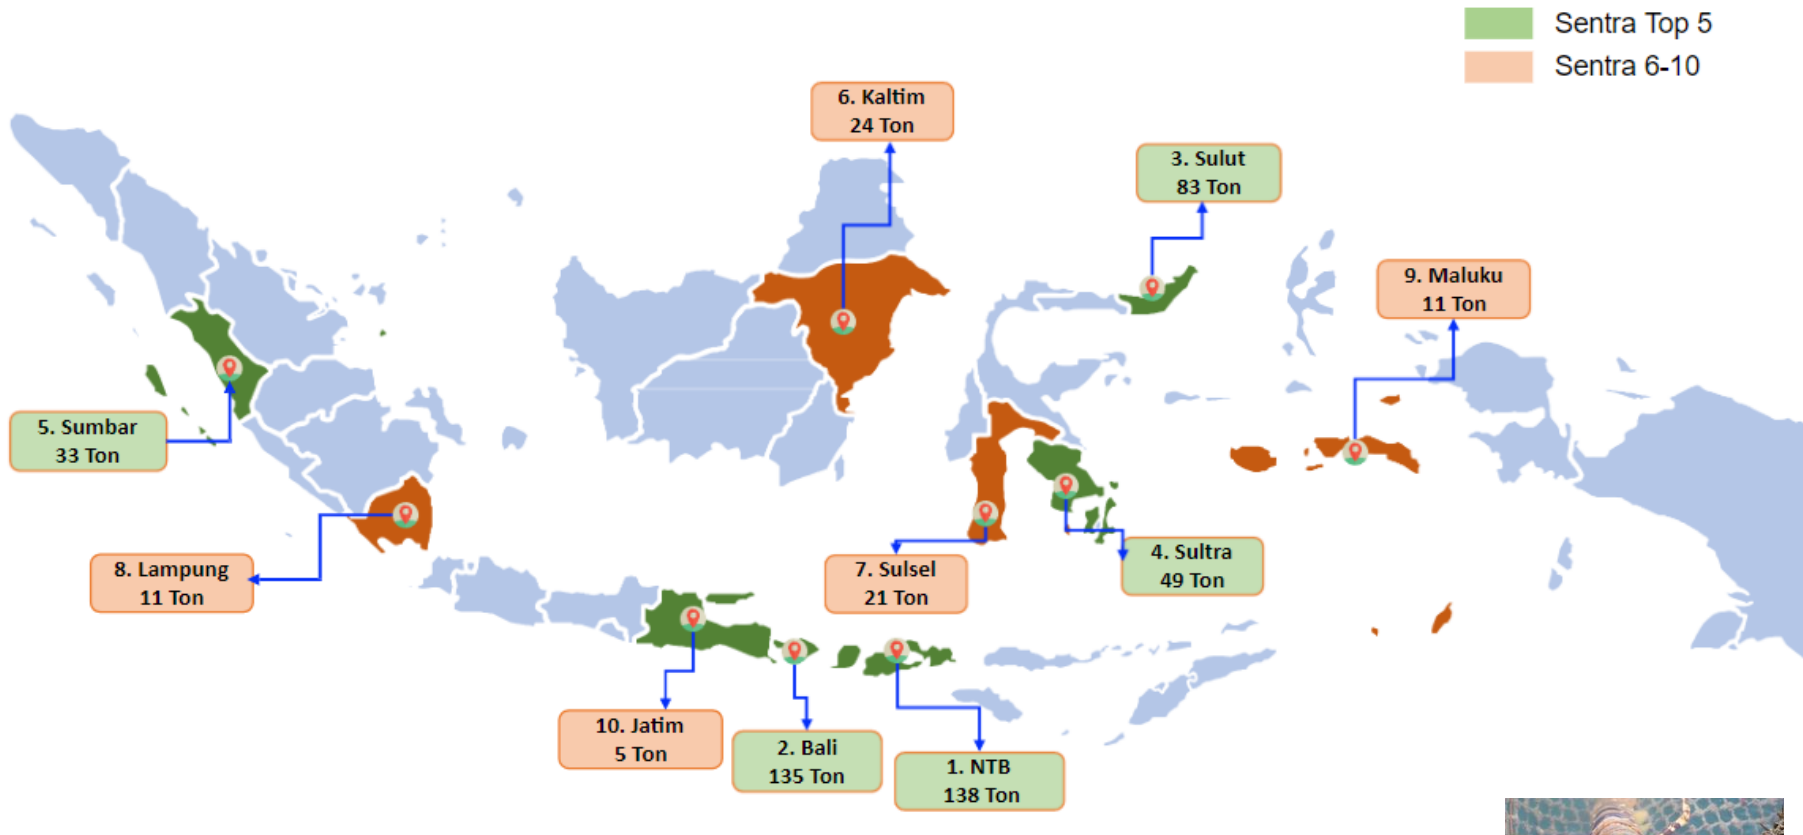 Sentra Top 5
Sentra 6-10
6. Kaltim
24 Ton
3. Sulut
83 Ton
9. Maluku
11 Ton
5. Sumbar
33 Ton
8. Lampung
11 Ton
7. Sulsel
21 Ton
4. Sultra
49 Ton
10. Jatim
5 Ton
2. Bali
135 Ton
1. NTB
138 Ton